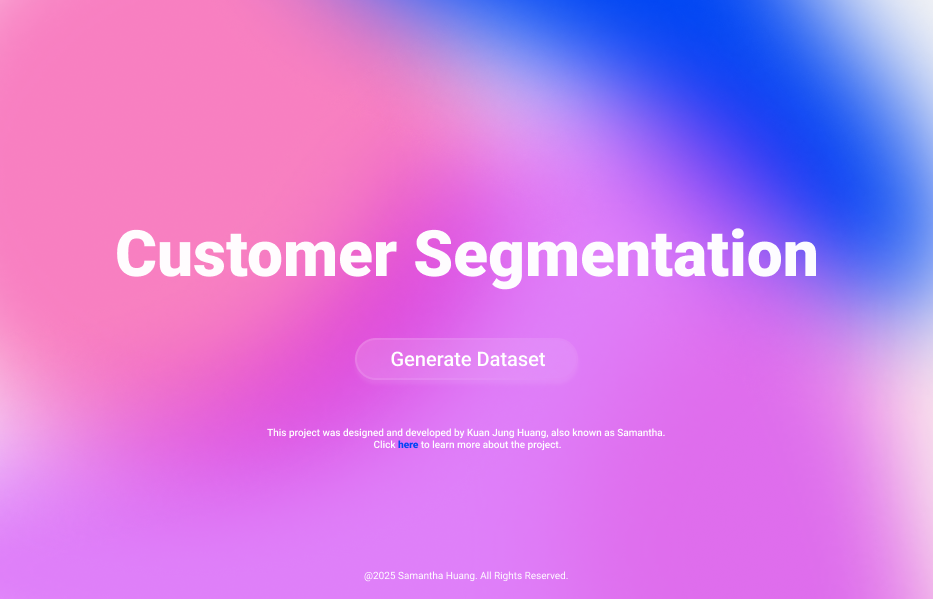 Customer Segmentation
Generate Dataset
This project was designed and developed by Kuan Jung Huang, also known as Samantha.
Click here to learn more about the project.
@2025 Samantha Huang. All Rights Reserved.